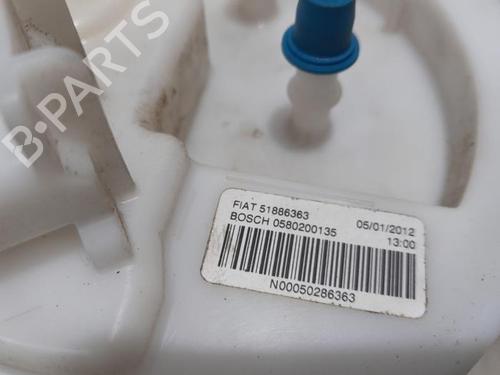 B-PARTS
FIAT 51886363
BOSCH 0580200135
05/01/2012
13:00
N00050286363